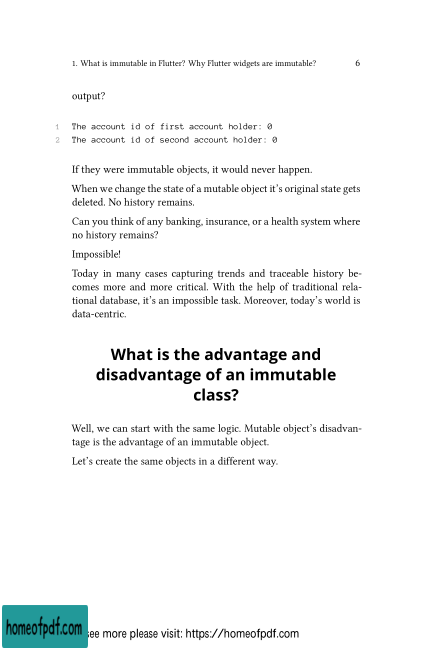 1. What is immutable in Flutter? Why Flutter widgets are immutable? 6
output?
1 The account id of first account holder: 0
2 The account id of second account holder: 0
If they were immutable objects, it would never happen.
When we change the state of a mutable object it's original state gets
deleted. No history remains.
Can you think of any banking, insurance, or a health system where
no history remains?
Impossible!
Today in many cases capturing trends and traceable history be-
comes more and more critical. With the help of traditional rela-
tional database, it's an impossible task. Moreover, today's world is
data-centric.
What is the advantage and
disadvantage of an immutable
class?
Well, we can start with the same logic. Mutable object's disadvan-
tage is the advantage of an immutable object.
Let's create the same objects in a different way.
homeofpdf.com
see more please visit: https://homeofpdf.com